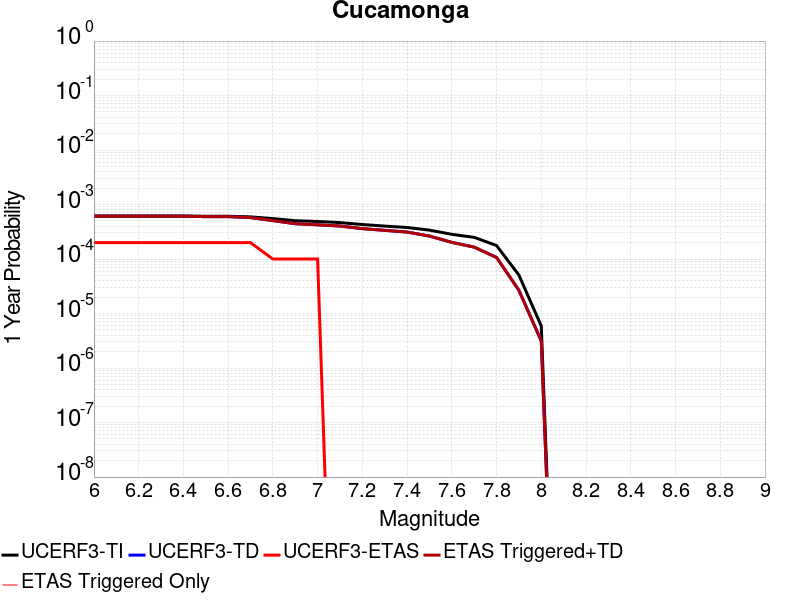 Cucamonga
1 Year Probability
10^0
10^-1
10^-2
10^-3
10^-4
10^-5
10^-6
10^-7
10^-8
6 6.2 6.4 6.6 6.8 7 7.2 7.4 7.6 7.8 8 8.2 8.4 8.6 8.8 9
Magnitude
UCERF3-TI UCERF3-TD UCERF3-ETAS ETAS Triggered+TD
ETAS Triggered Only